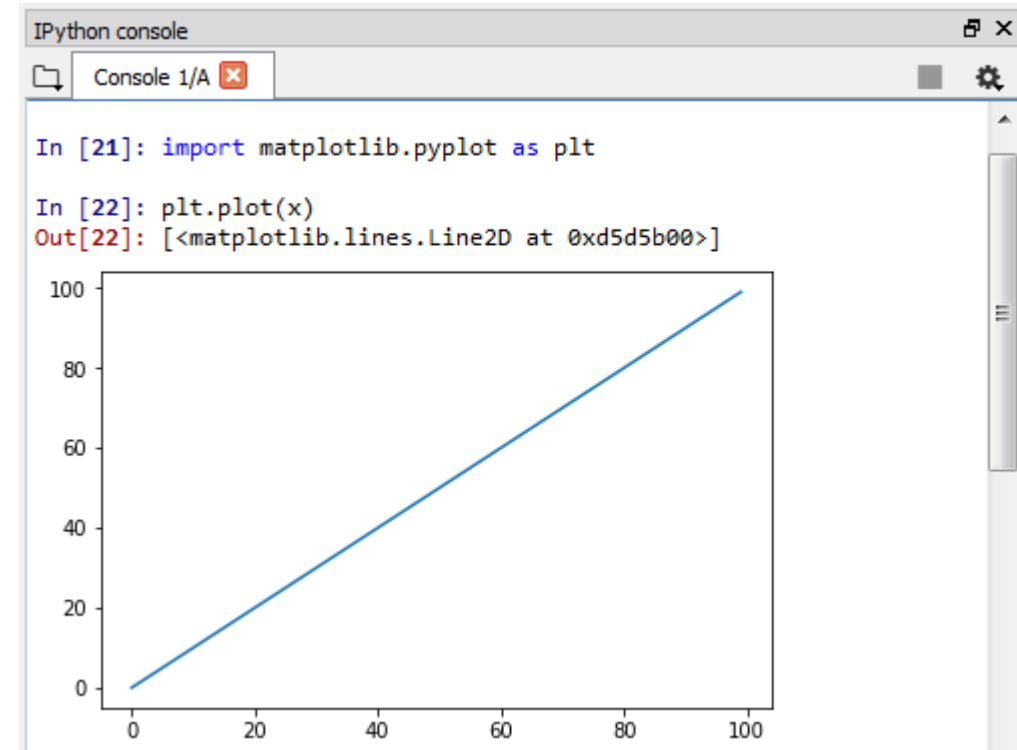 IPython console
Console 1/A
In [21]: import matplotlib.pyplot as plt
In [22]: plt.plot(x)
Out[22]: [<matplotlib.lines.Line2D at 0xd5d5b00>]
100
80
60
40
20
0
0 20 40 60 80 100